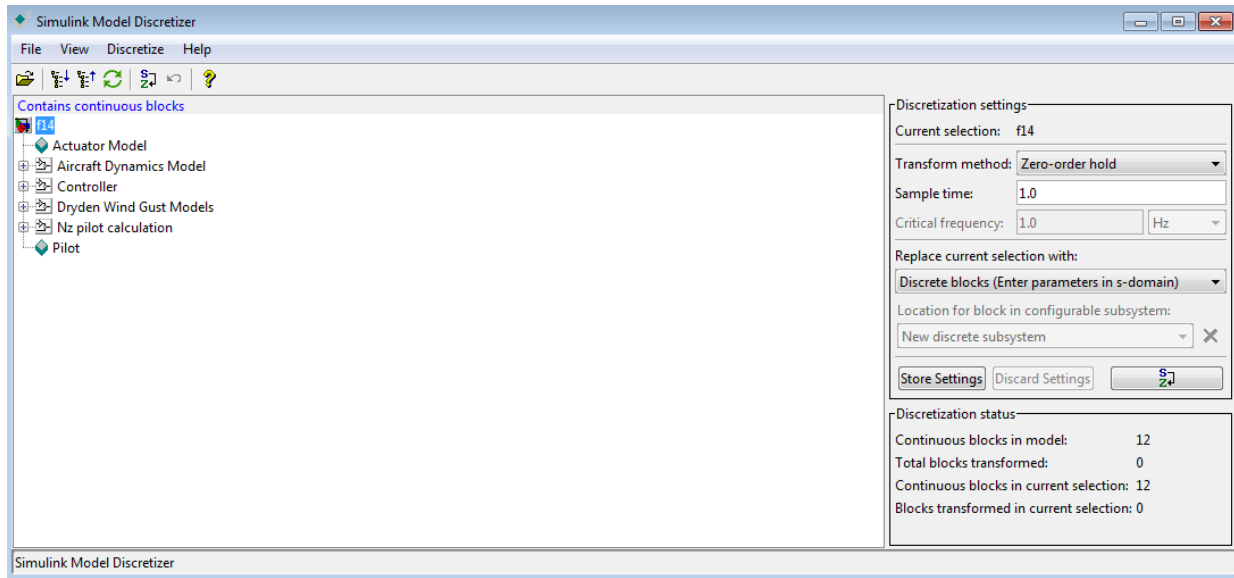 Simulink Model Discretizer
File View Discretize Help
Contains continuous blocks
f14
Actuator Model
Aircraft Dynamics Model
Controller
Dryden Wind Gust Models
Nz pilot calculation
Pilot
Discretization settings
Current selection: f14
Transform method: Zero-order hold
Sample time: 1.0
Critical frequency: 1.0 Hz
Replace current selection with:
Discrete blocks (Enter parameters in s-domain)
Location for block in configurable subsystem:
New discrete subsystem
Store Settings Discard Settings
Discretization status
Continuous blocks in model: 12
Total blocks transformed: 0
Continuous blocks in current selection: 12
Blocks transformed in current selection: 0
Simulink Model Discretizer